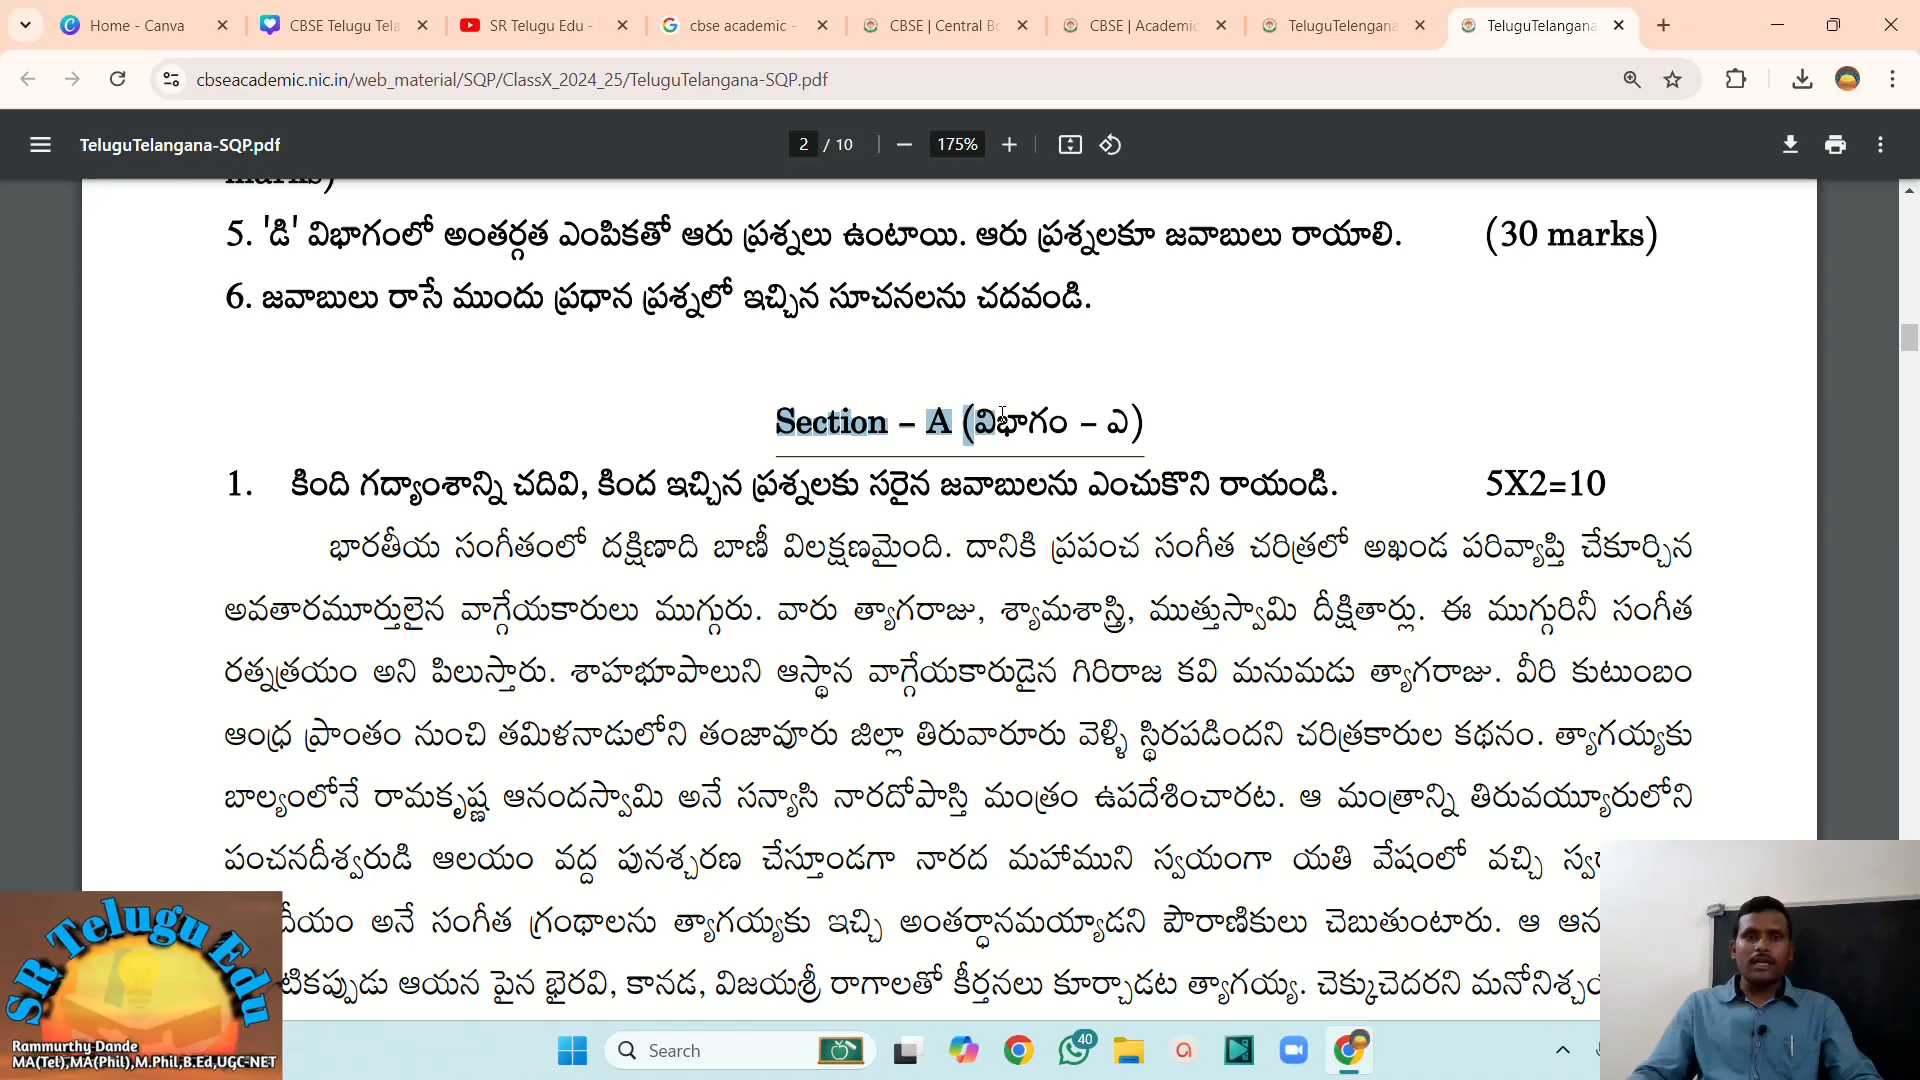 Home - Canva
CBSE Telugu Tela
SR Telugu Edu -
cbse academic -
CBSE | Central Bo
CBSE | Academic
TeluguTelengana
TeluguTelangana
cbseacademic.nic.in/web_material/SQP/ClassX_2024_25/TeluguTelangana-SQP.pdf
TeluguTelangana-SQP.pdf
2 / 10
175%
marks)
5. 'డి' విభాగంలో అంతర్గత ఎంపికతో ఆరు ప్రశ్నలు ఉంటాయి. ఆరు ప్రశ్నలకూ జవాబులు రాయాలి. (30 marks)
6. జవాబులు రాసే ముందు ప్రధాన ప్రశ్నలో ఇచ్చిన సూచనలను చదవండి.
Section – A (విభాగం – ఎ)
1. కింది గద్యాంశాన్ని చదివి, కింద ఇచ్చిన ప్రశ్నలకు సరైన జవాబులను ఎంచుకొని రాయండి. 5X2=10
భారతీయ సంగీతంలో దక్షిణాది బాణీ విలక్షణమైంది. దానికి ప్రపంచ సంగీత చరిత్రలో అఖండ పరివ్యాప్తి చేకూర్చిన
అవతారమూర్తులైన వాగ్గేయకారులు ముగ్గురు. వారు త్యాగరాజు, శ్యామశాస్త్రి, ముత్తుస్వామి దీక్షితార్లు. ఈ ముగ్గురినీ సంగీత
రత్నత్రయం అని పిలుస్తారు. శాహభూపాలుని ఆస్థాన వాగ్గేయకారుడైన గిరిరాజ కవి మనుమడు త్యాగరాజు. వీరి కుటుంబం
ఆంధ్ర ప్రాంతం నుంచి తమిళనాడులోని తంజావూరు జిల్లా తిరువారూరు వెళ్ళి స్థిరపడిందని చరిత్రకారుల కథనం. త్యాగయ్యకు
బాల్యంలోనే రామకృష్ణ ఆనందస్వామి అనే సన్యాసి నారదోపాస్తి మంత్రం ఉపదేశించారట. ఆ మంత్రాన్ని తిరువయ్యూరులోని
పంచనదీశ్వరుడి ఆలయం వద్ద పునశ్చరణ చేస్తూండగా నారద మహాముని స్వయంగా యతి వేషంలో వచ్చి
అనే సంగీత గ్రంథాలను త్యాగయ్యకు ఇచ్చి అంతర్ధానమయ్యాడని పౌరాణికులు చెబుతుంటారు. ఆ
ఆయన పైన భైరవి, కానడ, విజయశ్రీ రాగాలతో కీర్తనలు కూర్చాడట త్యాగయ్య. చెక్కుచెదరని
SR Telugu Edu
Rammurthy Dande
MA(Tel),MA(Phil),M.Phil,B.Ed,UGC-NET
Search
40